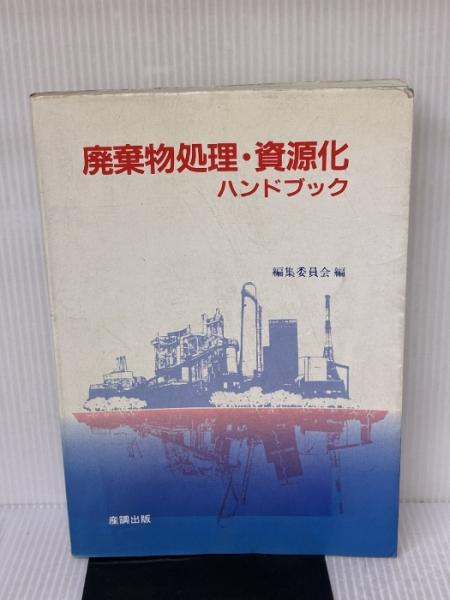 廃棄物処理・資源化
ハンドブック
編集委員会 編
産調出版